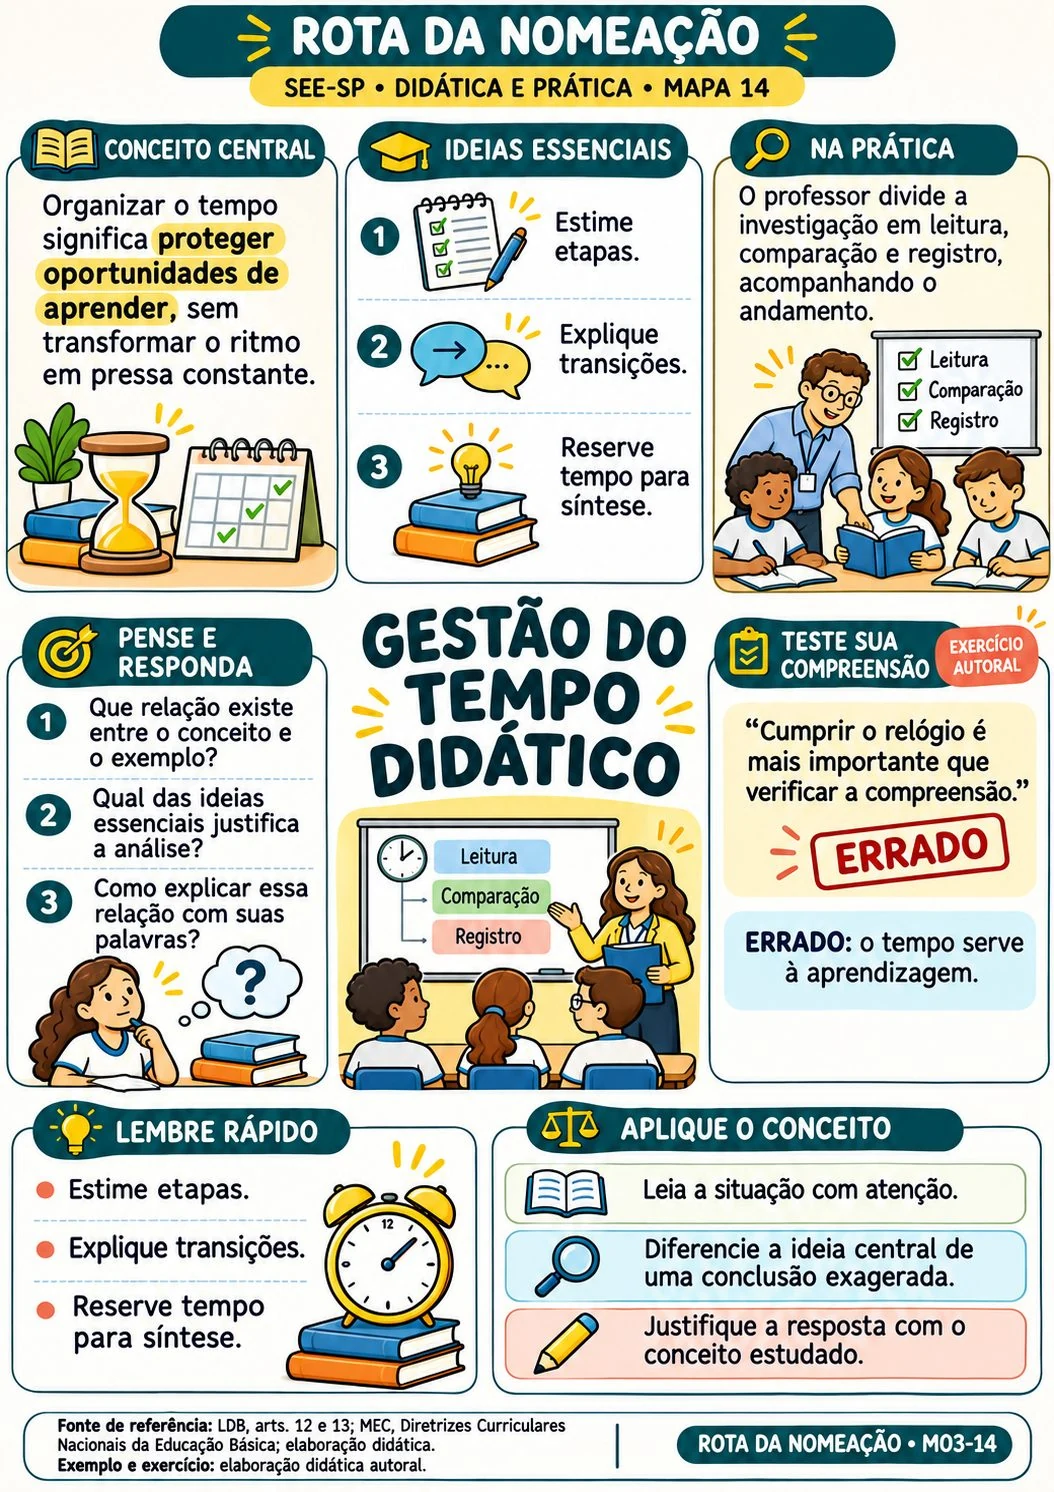 ROTA DA NOMEAÇÃO
SEE-SP • DIDÁTICA E PRÁTICA • MAPA 14
CONCEITO CENTRAL
Organizar o tempo
significa proteger
oportunidades de
aprender, sem
transformar o ritmo
em pressa constante.
IDEIAS ESSENCIAIS
1
Estime
etapas.
2
Explique
transições.
3
Reserve
tempo para
síntese.
NA PRÁTICA
O professor divide a
investigação em leitura,
comparação e registro,
acompanhando o
andamento.
Leitura
Comparação
Registro
PENSE E
RESPONDA
1
Que relação existe
entre o conceito e
o exemplo?
2
Qual das ideias
essenciais justifica
a análise?
3
Como explicar essa
relação com suas
palavras?
?
GESTÃO DO
TEMPO
DIDÁTICO
Leitura
Comparação
Registro
TESTE SUA
COMPREENSÃO
EXERCÍCIO
AUTORAL
“Cumprir o relógio é
mais importante que
verificar a compreensão.”
ERRADO
ERRADO: o tempo serve
à aprendizagem.
LEMBRE RÁPIDO
Estime etapas.
Explique transições.
Reserve tempo
para síntese.
12
APLIQUE O CONCEITO
Leia a situação com atenção.
Diferencie a ideia central de
uma conclusão exagerada.
Justifique a resposta com o
conceito estudado.
Fonte de referência: LDB, arts. 12 e 13; MEC, Diretrizes Curriculares
Nacionais da Educação Básica; elaboração didática.
Exemplo e exercício: elaboração didática autoral.
ROTA DA NOMEAÇÃO • M03-14